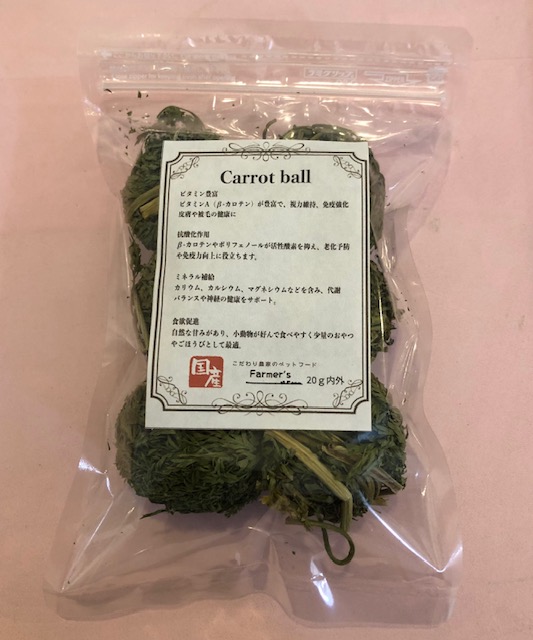 Carrot ball
ビタミン豊富
ビタミンA（β-カロテン）が豊富で、視力維持、免疫強化
皮膚や被毛の健康に
抗酸化作用
β-カロテンやポリフェノールが活性酸素を抑え、老化予防
や免疫力向上に役立ちます。
ミネラル補給
カリウム、カルシウム、マグネシウムなどを含み、代謝
バランスや神経の健康をサポート。
食欲促進
自然な甘みがあり、小動物が好んで食べやすく少量のおやつ
やごほうびとして最適。
国産
こだわり農家のペットフード
Farmer's
20g内外